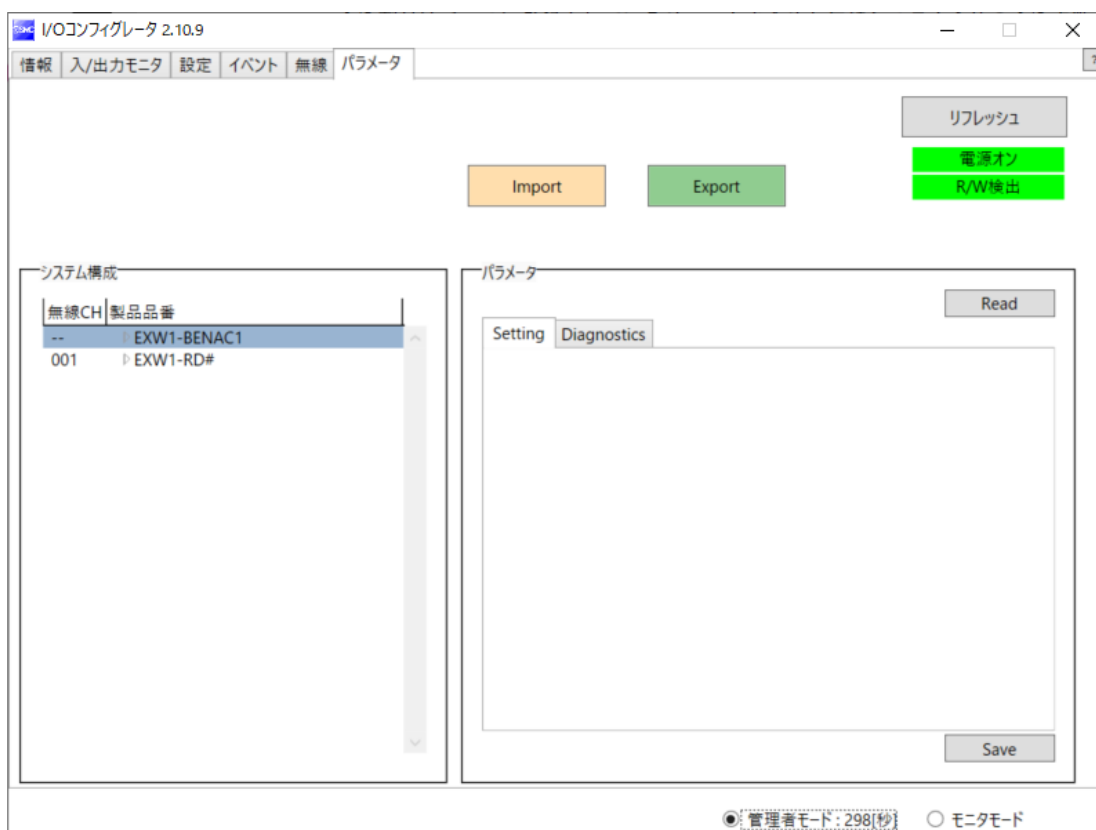 I/Oコンフィグレータ 2.10.9
情報 入/出力モニタ 設定 イベント 無線 パラメータ
?
リフレッシュ
電源オン
Import Export R/W検出
システム構成
パラメータ
Read
無線CH 製品品番
Setting Diagnostics
-- EXW1-BENAC1
001 EXW1-RD#
Save
管理者モード : 298[秒] モニタモード